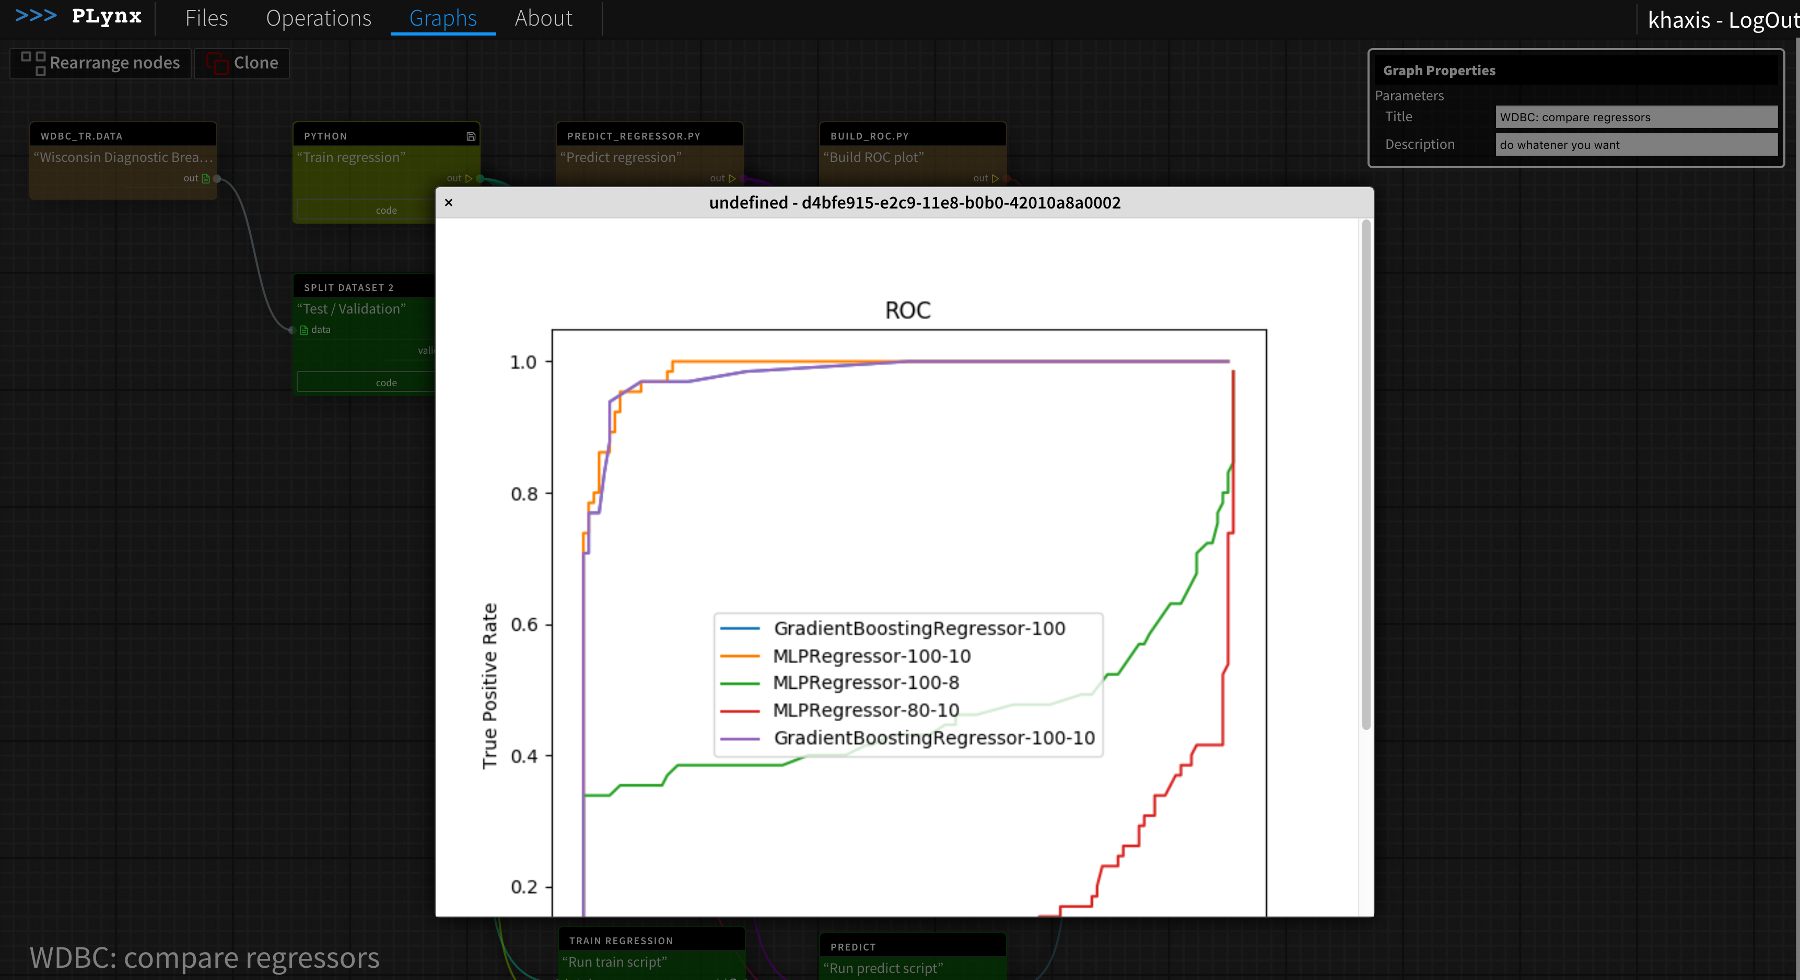 >>> PLynx
Files
Operations
Graphs
About
khaxis - LogOut
Rearrange nodes
Clone
Graph Properties
Parameters
Title
WDBC: compare regressors
Description
do whatener you want
WDBC_TR.DATA
“Wisconsin Diagnostic Brea...
out
PYTHON
“Train regression”
out
code
PREDICT_REGRESSOR.PY
“Predict regression”
out
BUILD_ROC.PY
“Build ROC plot”
out
SPLIT DATASET 2
“Test / Validation”
data
code
× undefined - d4bfe915-e2c9-11e8-b0b0-42010a8a0002
ROC
1.0
0.8
0.6
0.4
0.2
True Positive Rate
GradientBoostingRegressor-100
MLPRegressor-100-10
MLPRegressor-100-8
MLPRegressor-80-10
GradientBoostingRegressor-100-10
TRAIN REGRESSION
“Run train script”
PREDICT
“Run predict script”
WDBC: compare regressors